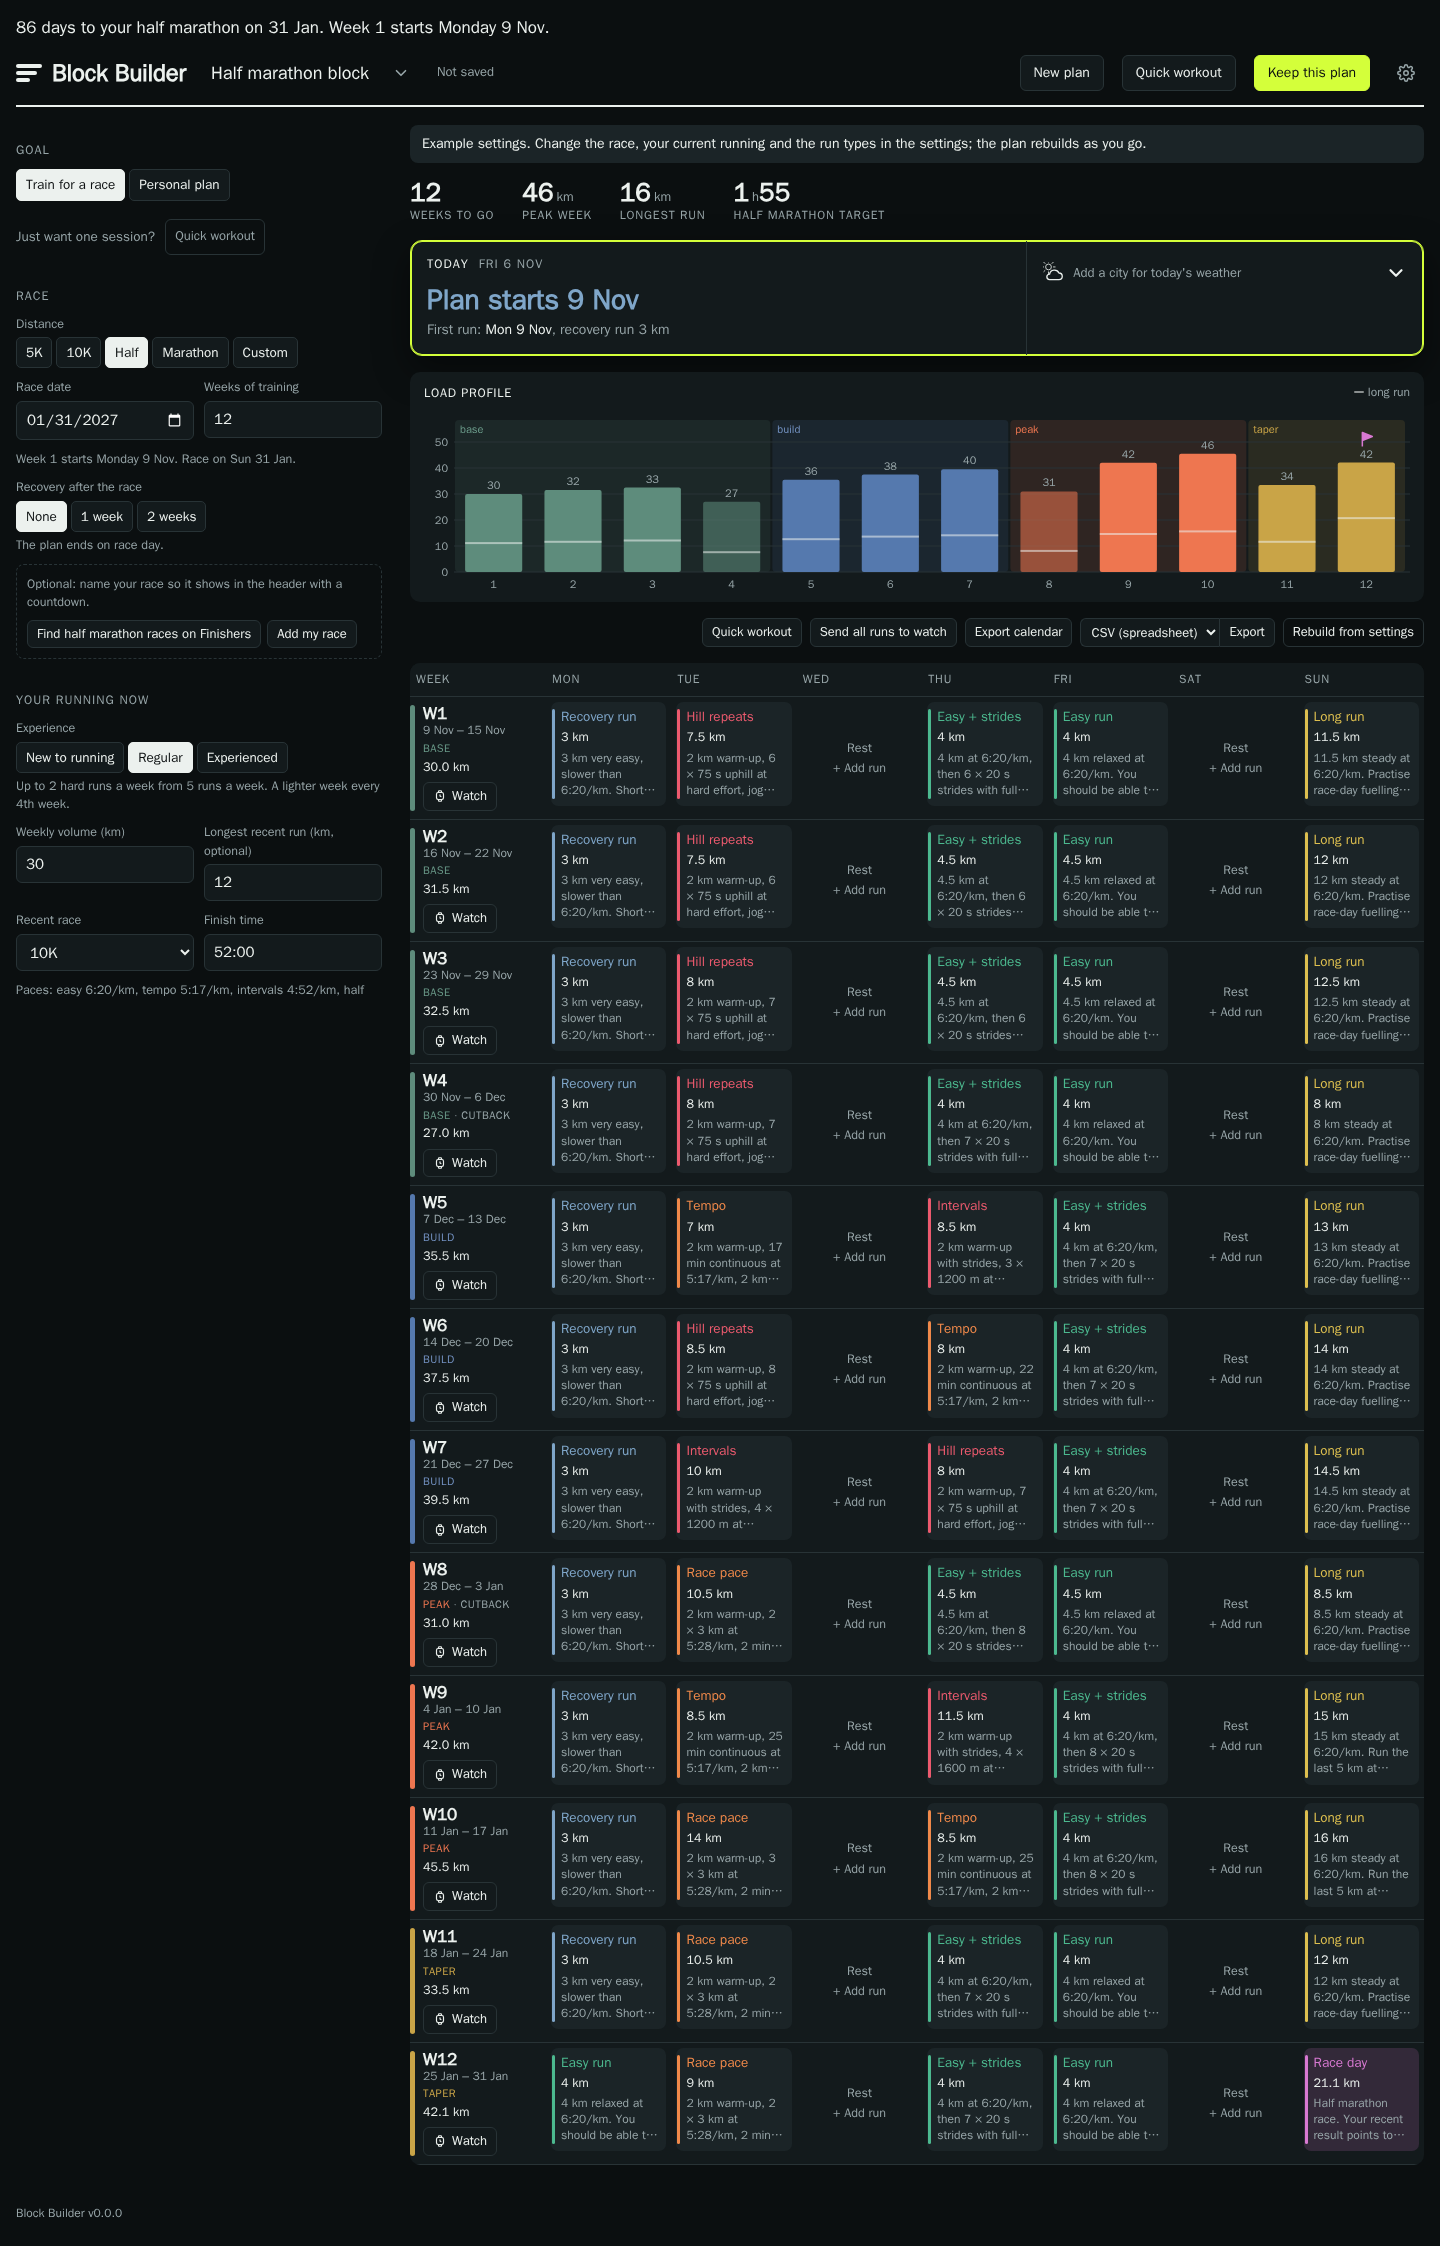 86 days to your half marathon on 31 Jan. Week 1 starts Monday 9 Nov.
Block Builder
Half marathon block
Not saved
New plan
Quick workout
Keep this plan
GOAL
Train for a race
Personal plan
Just want one session?
Quick workout
RACE
Distance
5K
10K
Half
Marathon
Custom
Race date
Weeks of training
01/31/2027
12
Week 1 starts Monday 9 Nov. Race on Sun 31 Jan.
Recovery after the race
None
1 week
2 weeks
The plan ends on race day.
Optional: name your race so it shows in the header with a
countdown.
Find half marathon races on Finishers
Add my race
YOUR RUNNING NOW
Experience
New to running
Regular
Experienced
Up to 2 hard runs a week from 5 runs a week. A lighter week every
4th week.
Weekly volume (km)
Longest recent run (km,
optional)
30
12
Recent race
Finish time
10K
52:00
Paces: easy 6:20/km, tempo 5:17/km, intervals 4:52/km, half
Example settings. Change the race, your current running and the run types in the settings; the plan rebuilds as you go.
12
WEEKS TO GO
46 km
PEAK WEEK
16 km
LONGEST RUN
1 h 55
HALF MARATHON TARGET
TODAY FRI 6 NOV
Plan starts 9 Nov
First run: Mon 9 Nov, recovery run 3 km
Add a city for today's weather
LOAD PROFILE
long run
base
build
peak
taper
50
40
30
20
10
0
30
32
33
27
36
38
40
31
42
46
34
42
1
2
3
4
5
6
7
8
9
10
11
12
Quick workout
Send all runs to watch
Export calendar
CSV (spreadsheet)
Export
Rebuild from settings
WEEK MON TUE WED THU FRI SAT SUN
W1
9 Nov – 15 Nov
BASE
30.0 km
Watch
Recovery run
3 km
3 km very easy,
slower than
6:20/km. Short…
Hill repeats
7.5 km
2 km warm-up, 6
× 75 s uphill at
hard effort, jog…
Rest
+ Add run
Easy + strides
4 km
4 km at 6:20/km,
then 6 × 20 s
strides with full…
Easy run
4 km
4 km relaxed at
6:20/km. You
should be able t…
Rest
+ Add run
Long run
11.5 km
11.5 km steady at
6:20/km. Practise
race-day fuelling…
W2
16 Nov – 22 Nov
BASE
31.5 km
Watch
Recovery run
3 km
3 km very easy,
slower than
6:20/km. Short…
Hill repeats
7.5 km
2 km warm-up, 6
× 75 s uphill at
hard effort, jog…
Rest
+ Add run
Easy + strides
4.5 km
4.5 km at
6:20/km, then 6
× 20 s strides…
Easy run
4.5 km
4.5 km relaxed at
6:20/km. You
should be able t…
Rest
+ Add run
Long run
12 km
12 km steady at
6:20/km. Practise
race-day fuelling…
W3
23 Nov – 29 Nov
BASE
32.5 km
Watch
Recovery run
3 km
3 km very easy,
slower than
6:20/km. Short…
Hill repeats
8 km
2 km warm-up, 7
× 75 s uphill at
hard effort, jog…
Rest
+ Add run
Easy + strides
4.5 km
4.5 km at
6:20/km, then 6
× 20 s strides…
Easy run
4.5 km
4.5 km relaxed at
6:20/km. You
should be able t…
Rest
+ Add run
Long run
12.5 km
12.5 km steady at
6:20/km. Practise
race-day fuelling…
W4
30 Nov – 6 Dec
BASE · CUTBACK
27.0 km
Watch
Recovery run
3 km
3 km very easy,
slower than
6:20/km. Short…
Hill repeats
8 km
2 km warm-up, 7
× 75 s uphill at
hard effort, jog…
Rest
+ Add run
Easy + strides
4 km
4 km at 6:20/km,
then 7 × 20 s
strides with full…
Easy run
4 km
4 km relaxed at
6:20/km. You
should be able t…
Rest
+ Add run
Long run
8 km
8 km steady at
6:20/km. Practise
race-day fuelling…
W5
7 Dec – 13 Dec
BUILD
35.5 km
Watch
Recovery run
3 km
3 km very easy,
slower than
6:20/km. Short…
Tempo
7 km
2 km warm-up, 17
min continuous at
5:17/km, 2 km…
Rest
+ Add run
Intervals
8.5 km
2 km warm-up
with strides, 3 ×
1200 m at…
Easy + strides
4 km
4 km at 6:20/km,
then 7 × 20 s
strides with full…
Rest
+ Add run
Long run
13 km
13 km steady at
6:20/km. Practise
race-day fuelling…
W6
14 Dec – 20 Dec
BUILD
37.5 km
Watch
Recovery run
3 km
3 km very easy,
slower than
6:20/km. Short…
Hill repeats
8.5 km
2 km warm-up, 8
× 75 s uphill at
hard effort, jog…
Rest
+ Add run
Tempo
8 km
2 km warm-up, 22
min continuous at
5:17/km, 2 km…
Easy + strides
4 km
4 km at 6:20/km,
then 7 × 20 s
strides with full…
Rest
+ Add run
Long run
14 km
14 km steady at
6:20/km. Practise
race-day fuelling…
W7
21 Dec – 27 Dec
BUILD
39.5 km
Watch
Recovery run
3 km
3 km very easy,
slower than
6:20/km. Short…
Intervals
10 km
2 km warm-up
with strides, 4 ×
1200 m at…
Rest
+ Add run
Hill repeats
8 km
2 km warm-up, 7
× 75 s uphill at
hard effort, jog…
Easy + strides
4 km
4 km at 6:20/km,
then 7 × 20 s
strides with full…
Rest
+ Add run
Long run
14.5 km
14.5 km steady at
6:20/km. Practise
race-day fuelling…
W8
28 Dec – 3 Jan
PEAK · CUTBACK
31.0 km
Watch
Recovery run
3 km
3 km very easy,
slower than
6:20/km. Short…
Race pace
10.5 km
2 km warm-up, 2
× 3 km at
5:28/km, 2 min…
Rest
+ Add run
Easy + strides
4.5 km
4.5 km at
6:20/km, then 8
× 20 s strides…
Easy run
4.5 km
4.5 km relaxed at
6:20/km. You
should be able t…
Rest
+ Add run
Long run
8.5 km
8.5 km steady at
6:20/km. Practise
race-day fuelling…
W9
4 Jan – 10 Jan
PEAK
42.0 km
Watch
Recovery run
3 km
3 km very easy,
slower than
6:20/km. Short…
Tempo
8.5 km
2 km warm-up, 25
min continuous at
5:17/km, 2 km…
Rest
+ Add run
Intervals
11.5 km
2 km warm-up
with strides, 4 ×
1600 m at…
Easy + strides
4 km
4 km at 6:20/km,
then 8 × 20 s
strides with full…
Rest
+ Add run
Long run
15 km
15 km steady at
6:20/km. Run the
last 5 km at…
W10
11 Jan – 17 Jan
PEAK
45.5 km
Watch
Recovery run
3 km
3 km very easy,
slower than
6:20/km. Short…
Race pace
14 km
2 km warm-up, 3
× 3 km at
5:28/km, 2 min…
Rest
+ Add run
Tempo
8.5 km
2 km warm-up, 25
min continuous at
5:17/km, 2 km…
Easy + strides
4 km
4 km at 6:20/km,
then 8 × 20 s
strides with full…
Rest
+ Add run
Long run
16 km
16 km steady at
6:20/km. Run the
last 5 km at…
W11
18 Jan – 24 Jan
TAPER
33.5 km
Watch
Recovery run
3 km
3 km very easy,
slower than
6:20/km. Short…
Race pace
10.5 km
2 km warm-up, 2
× 3 km at
5:28/km, 2 min…
Rest
+ Add run
Easy + strides
4 km
4 km at 6:20/km,
then 7 × 20 s
strides with full…
Easy run
4 km
4 km relaxed at
6:20/km. You
should be able t…
Rest
+ Add run
Long run
12 km
12 km steady at
6:20/km. Practise
race-day fuelling…
W12
25 Jan – 31 Jan
TAPER
42.1 km
Watch
Easy run
4 km
4 km relaxed at
6:20/km. You
should be able t…
Race pace
9 km
2 km warm-up, 2
× 3 km at
5:28/km, 2 min…
Rest
+ Add run
Easy + strides
4 km
4 km at 6:20/km,
then 7 × 20 s
strides with full…
Easy run
4 km
4 km relaxed at
6:20/km. You
should be able t…
Rest
+ Add run
Race day
21.1 km
Half marathon
race. Your recent
result points to…
Block Builder v0.0.0